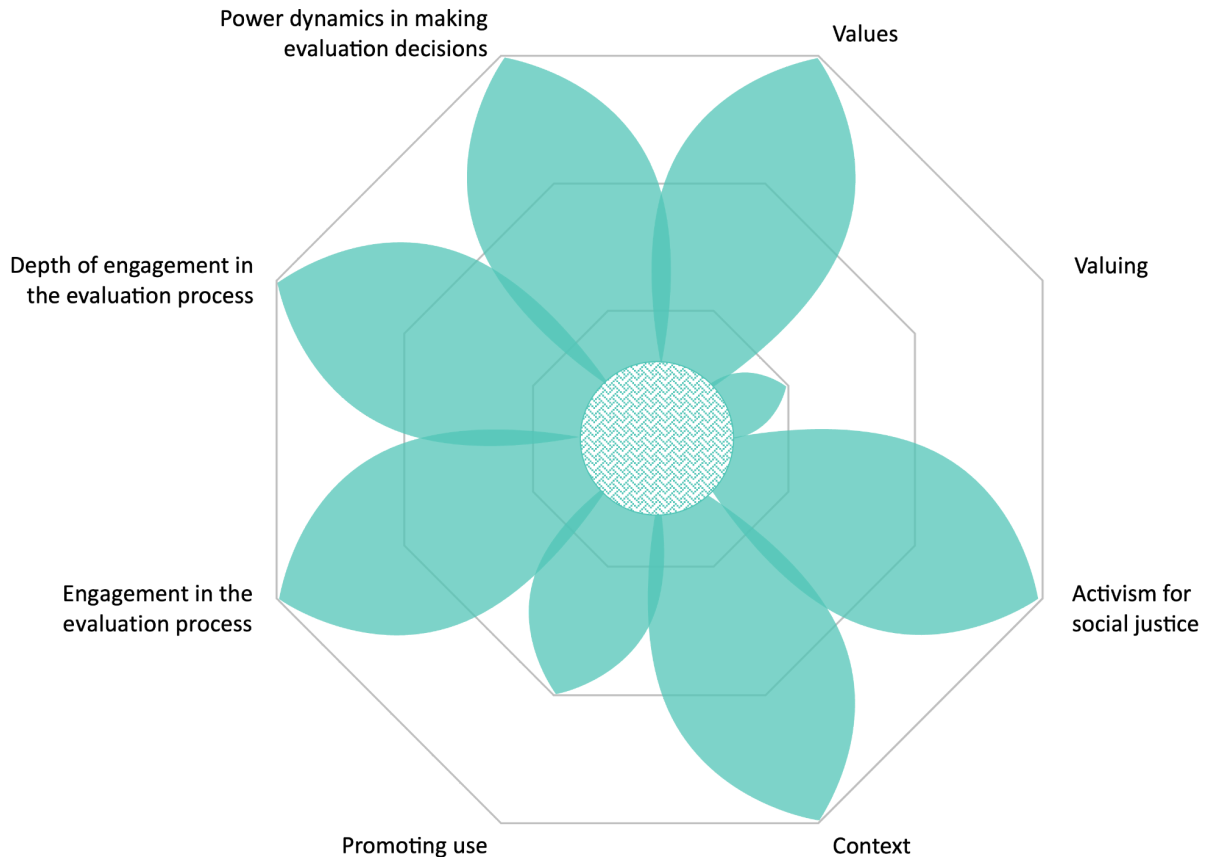 Power dynamics in making
evaluation decisions
Values
Depth of engagement in
the evaluation process
Valuing
Engagement in the
evaluation process
Activism for
social justice
Promoting use
Context